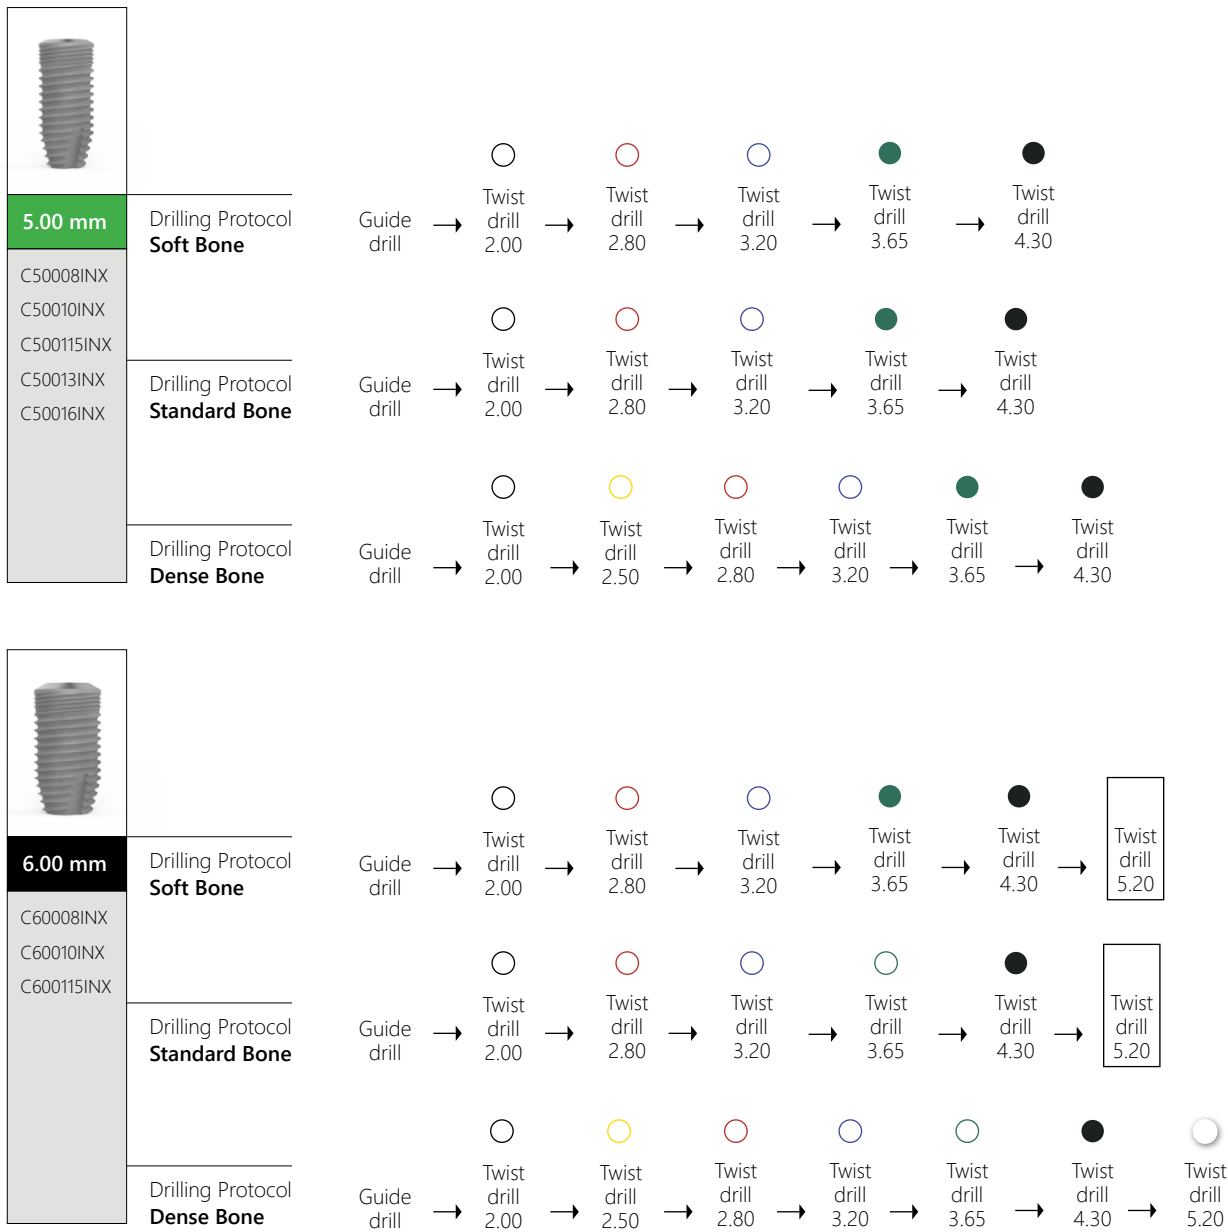 5.00 mm
C50008INX
C50010INX
C500115INX
C50013INX
C50016INX
Drilling Protocol
Soft Bone
Guide
drill
Twist
drill
2.00
Twist
drill
2.80
Twist
drill
3.20
Twist
drill
3.65
Twist
drill
4.30
Drilling Protocol
Standard Bone
Guide
drill
Twist
drill
2.00
Twist
drill
2.80
Twist
drill
3.20
Twist
drill
3.65
Twist
drill
4.30
Drilling Protocol
Dense Bone
Guide
drill
Twist
drill
2.00
Twist
drill
2.50
Twist
drill
2.80
Twist
drill
3.20
Twist
drill
3.65
Twist
drill
4.30
6.00 mm
C60008INX
C60010INX
C600115INX
Drilling Protocol
Soft Bone
Guide
drill
Twist
drill
2.00
Twist
drill
2.80
Twist
drill
3.20
Twist
drill
3.65
Twist
drill
4.30
Twist
drill
5.20
Drilling Protocol
Standard Bone
Guide
drill
Twist
drill
2.00
Twist
drill
2.80
Twist
drill
3.20
Twist
drill
3.65
Twist
drill
4.30
Twist
drill
5.20
Drilling Protocol
Dense Bone
Guide
drill
Twist
drill
2.00
Twist
drill
2.50
Twist
drill
2.80
Twist
drill
3.20
Twist
drill
3.65
Twist
drill
4.30
Twist
drill
5.20